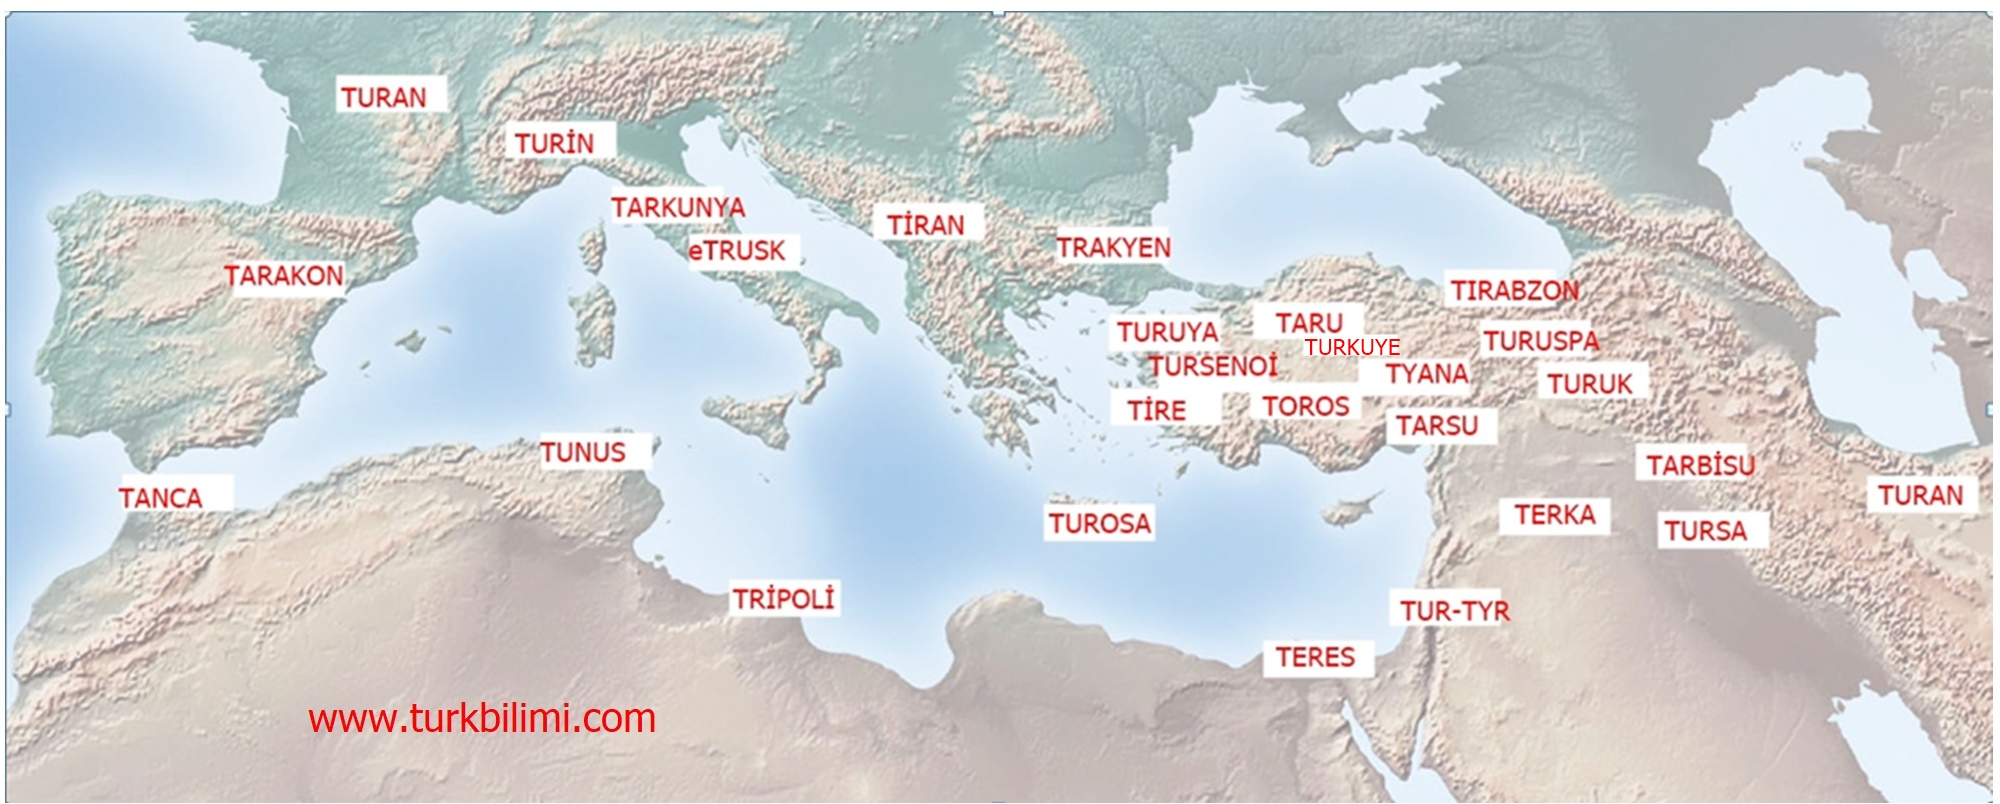 TURAN
TURİN
TARKUNYA
TİRAN
TRAKYEN
eTRUSK
TARAKON
TIRABZON
TARU
TURUYA
TURUSPA
TURKUYE
TURSENOİ
TYANA
TURUK
TİRE
TOROS
TARSU
TUNUS
TARBİSU
TANCA
TURAN
TERKA
TUROSA
TURSA
TRİPOLİ
TUR-TYR
TERES
www.turkbilimi.com